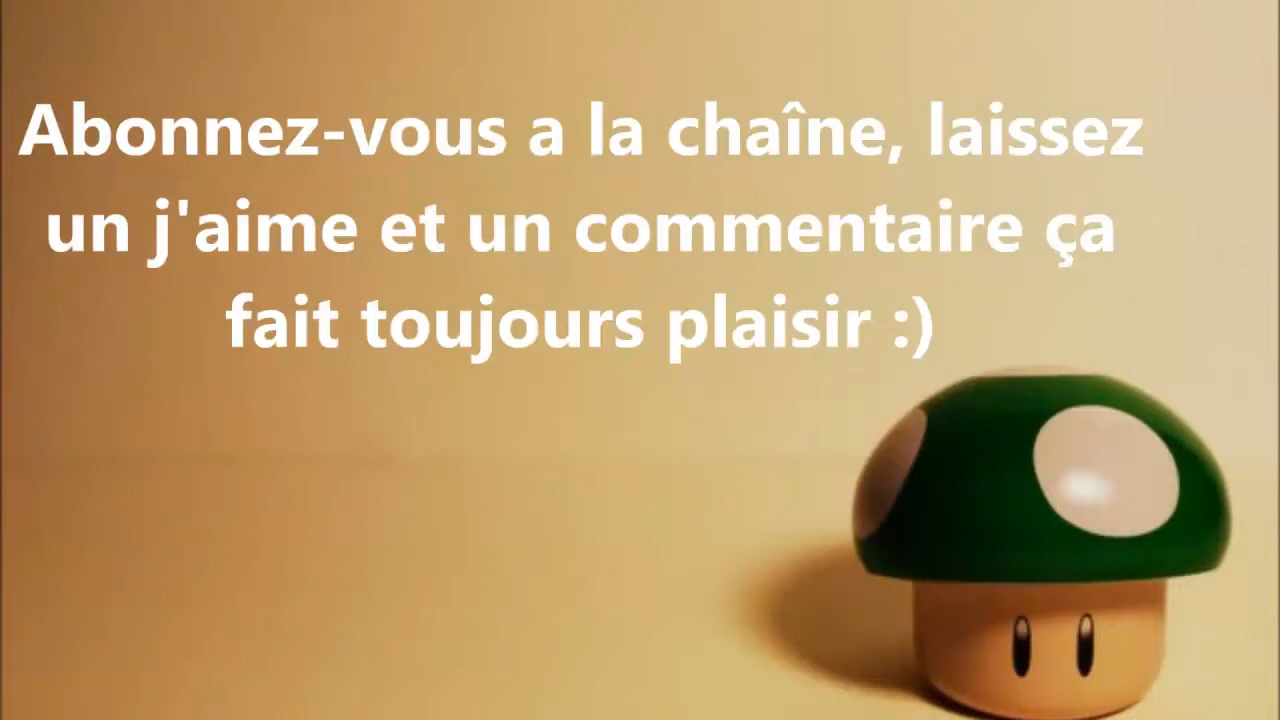 Abonnez-vous a la chaîne, laissez
un j'aime et un commentaire ça
fait toujours plaisir :)